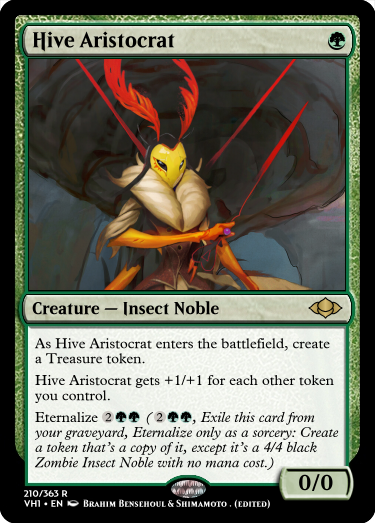 Hive Aristocrat
Creature — Insect Noble
As Hive Aristocrat enters the battlefield, create
a Treasure token.
Hive Aristocrat gets +1/+1 for each other token
you control.
Eternalize 2 ( 2 , Exile this card from
your graveyard, Eternalize only as a sorcery: Create
a token that's a copy of it, except it's a 4/4 black
Zombie Insect Noble with no mana cost.)
0/0
210/363 R
VH1 • EN Brahim Bensehoul & Shiimamoto . (edited)